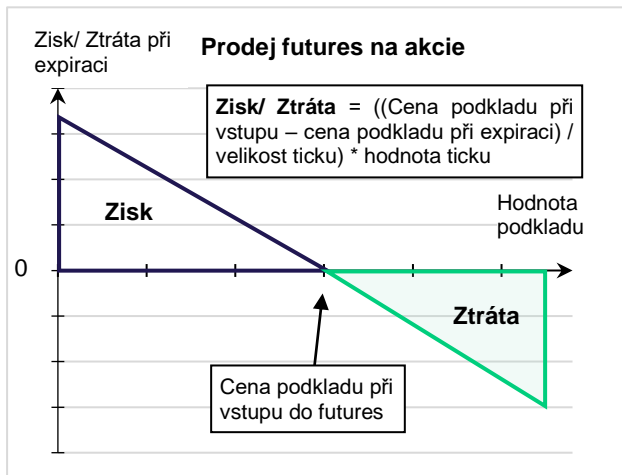 Zisk/ Ztráta při
expiraci
Prodej futures na akcie
Zisk/ Ztráta = ((Cena podkladu při
vstupu – cena podkladu při expiraci) /
velikost ticku) * hodnota ticku
Hodnota
podkladu
Zisk
0
Ztráta
Cena podkladu při
vstupu do futures